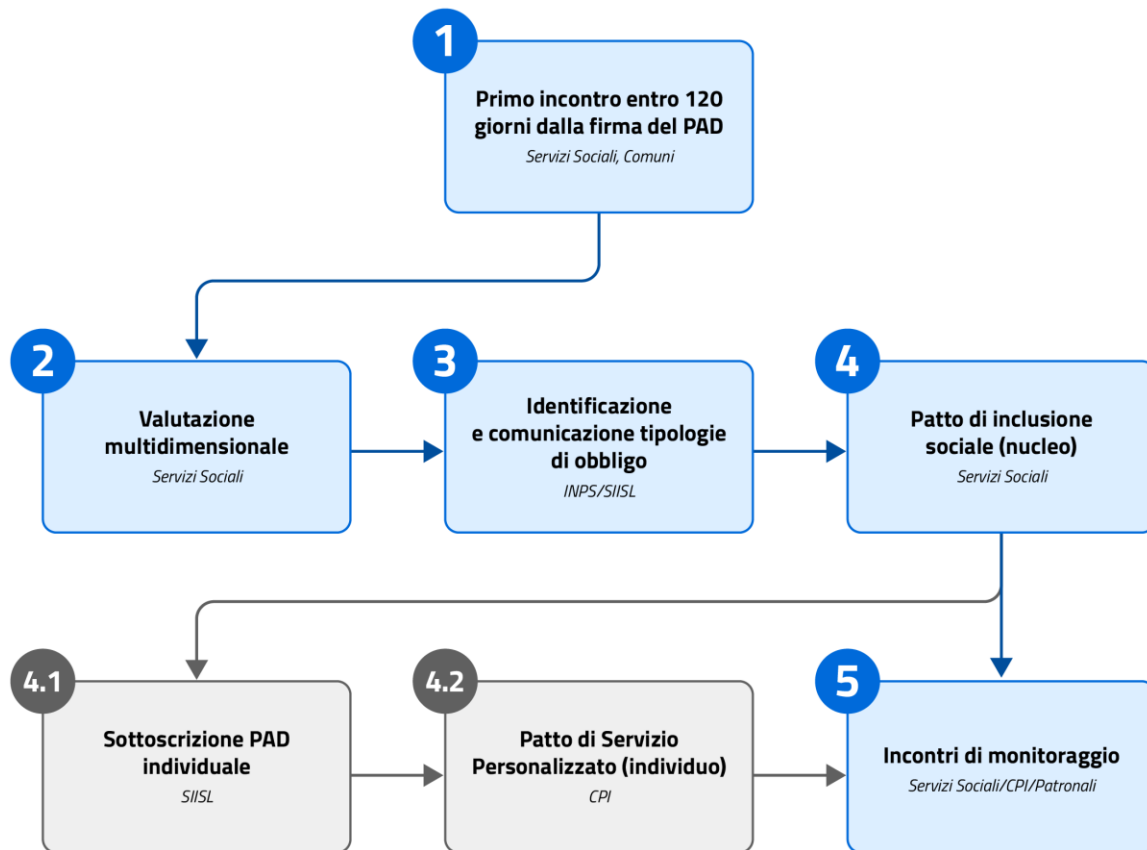 1
Primo incontro entro 120
giorni dalla firma del PAD
Servizi Sociali, Comuni
2
Valutazione
multidimensionale
Servizi Sociali
3
Identificazione
e comunicazione tipologie
di obbligo
INPS/SIISL
4
Patto di inclusione
sociale (nucleo)
Servizi Sociali
4.1
Sottoscrizione PAD
individuale
SIISL
4.2
Patto di Servizio
Personalizzato (individuo)
CPI
5
Incontri di monitoraggio
Servizi Sociali/CPI/Patronali